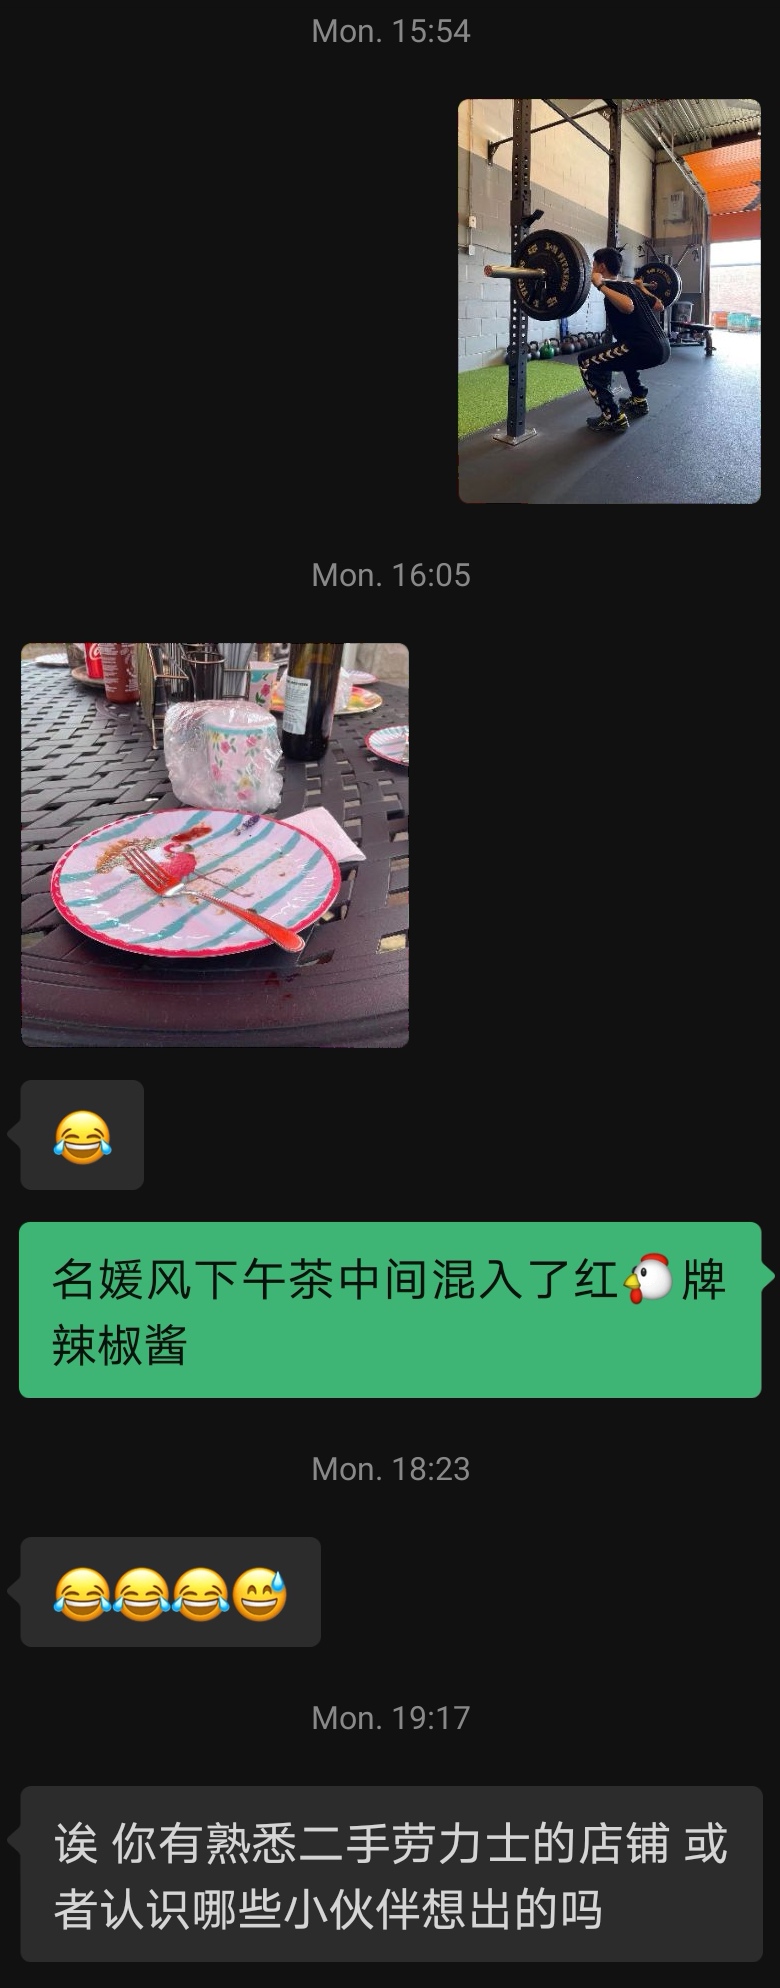 Mon. 15:54
Mon. 16:05
😂
名媛风下午茶中间混入了红🐔牌
辣椒酱
Mon. 18:23
😂😂😂😅
Mon. 19:17
诶 你有熟悉二手劳力士的店铺 或
者认识哪些小伙伴想出的吗